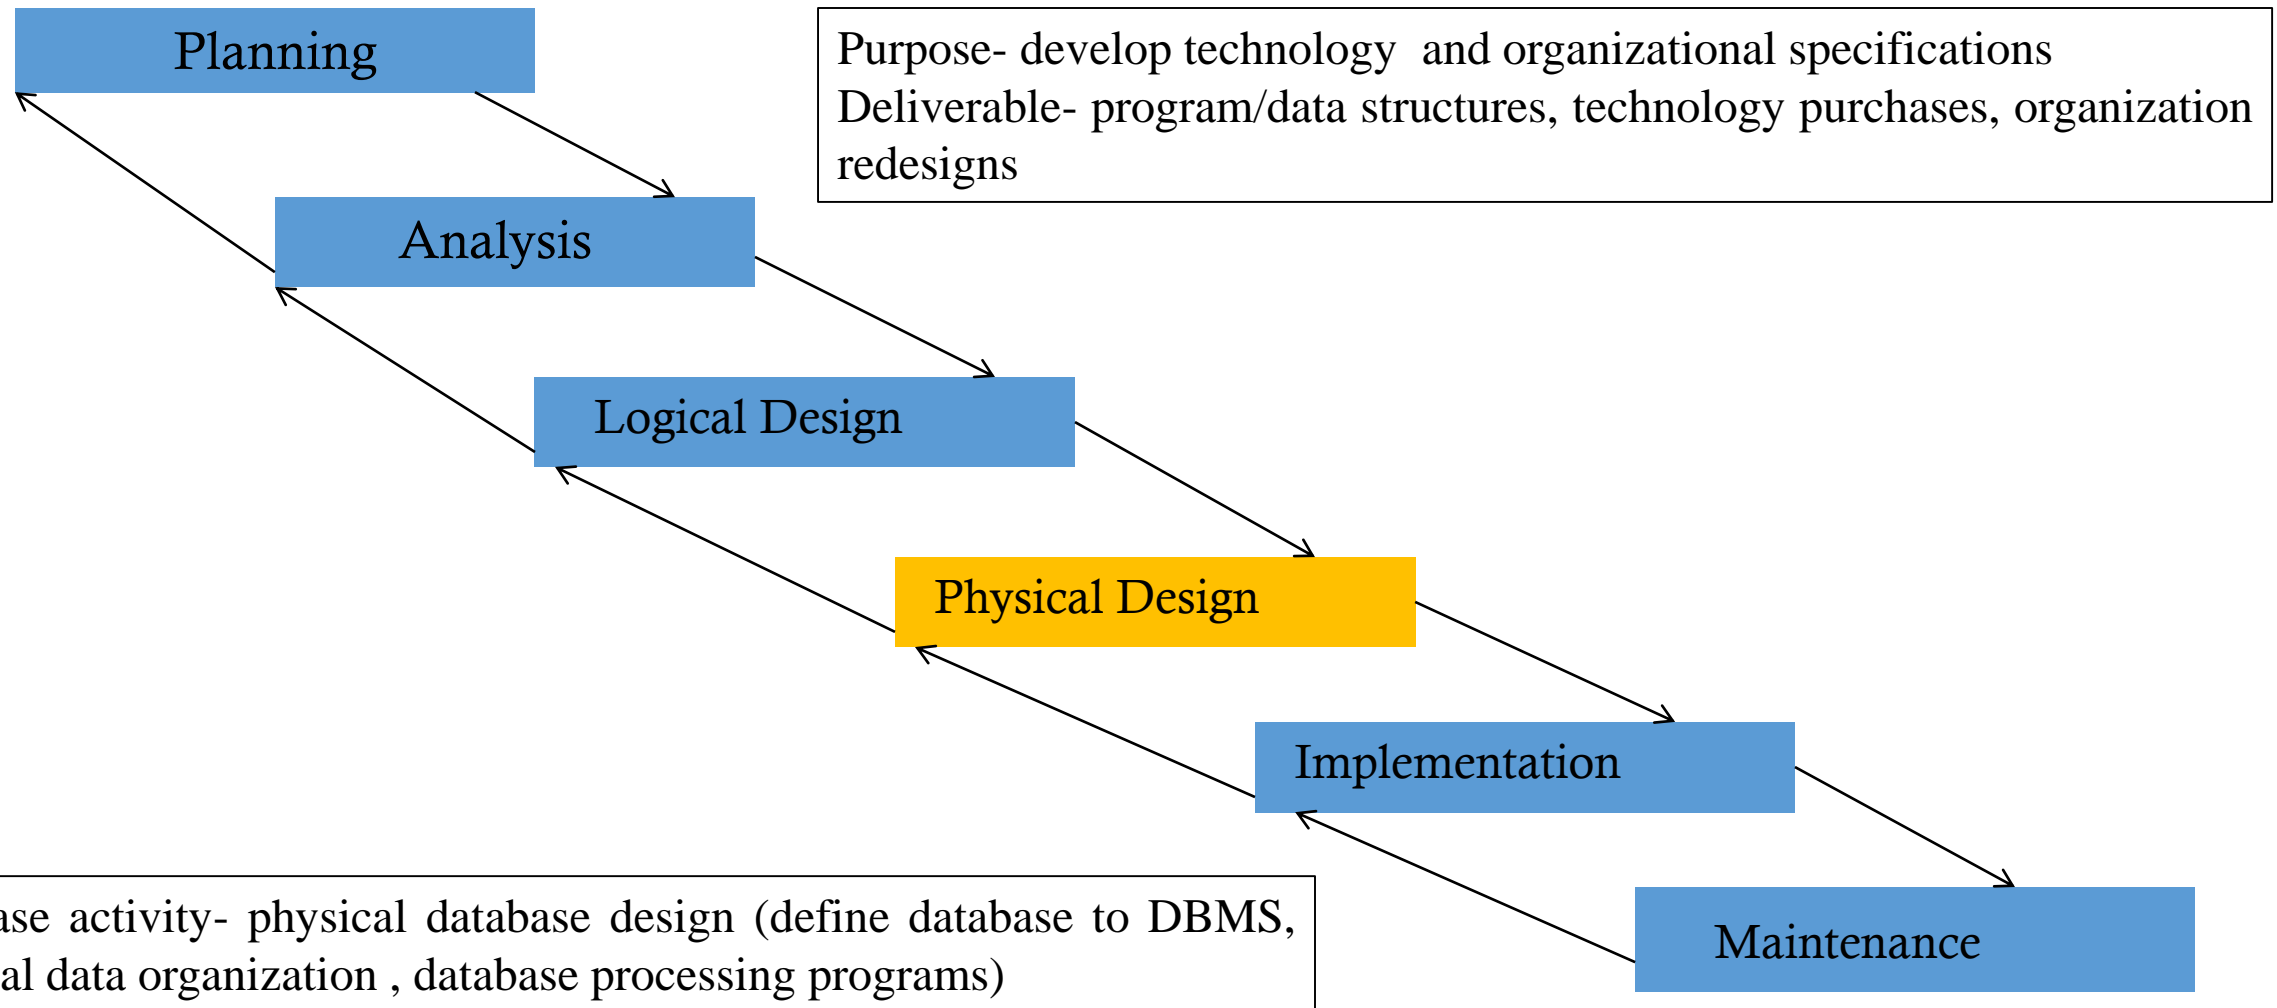 Planning
Purpose- develop technology and organizational specifications
Deliverable- program/data structures, technology purchases, organization
redesigns
Analysis
Logical Design
Physical Design
Implementation
ase activity- physical database design (define database to DBMS,
al data organization , database processing programs)
Maintenance